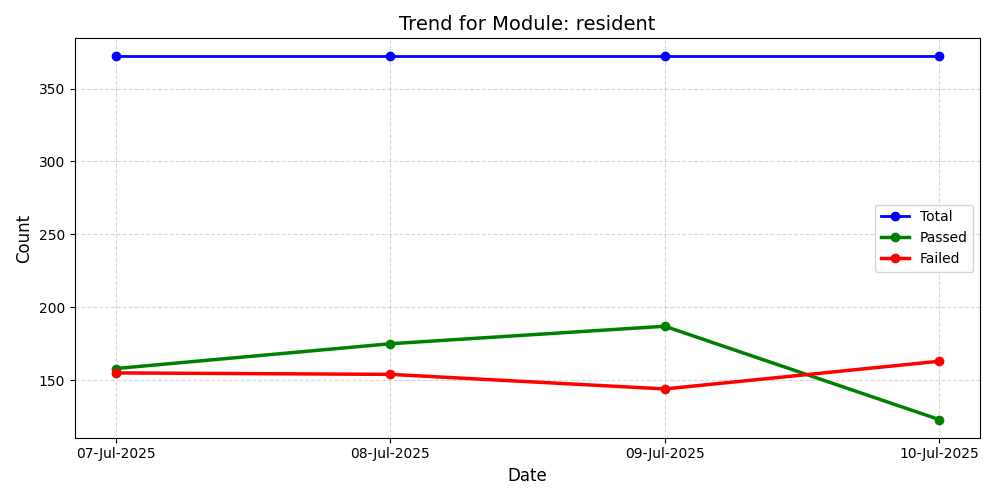 Trend for Module: resident
350
300
250
200
150
Count
Total
Passed
Failed
07-Jul-2025
08-Jul-2025
09-Jul-2025
10-Jul-2025
Date